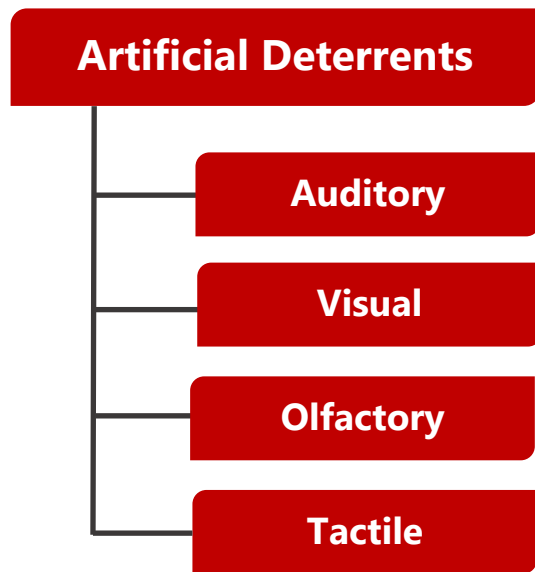 Artificial Deterrents
Auditory
Visual
Olfactory
Tactile